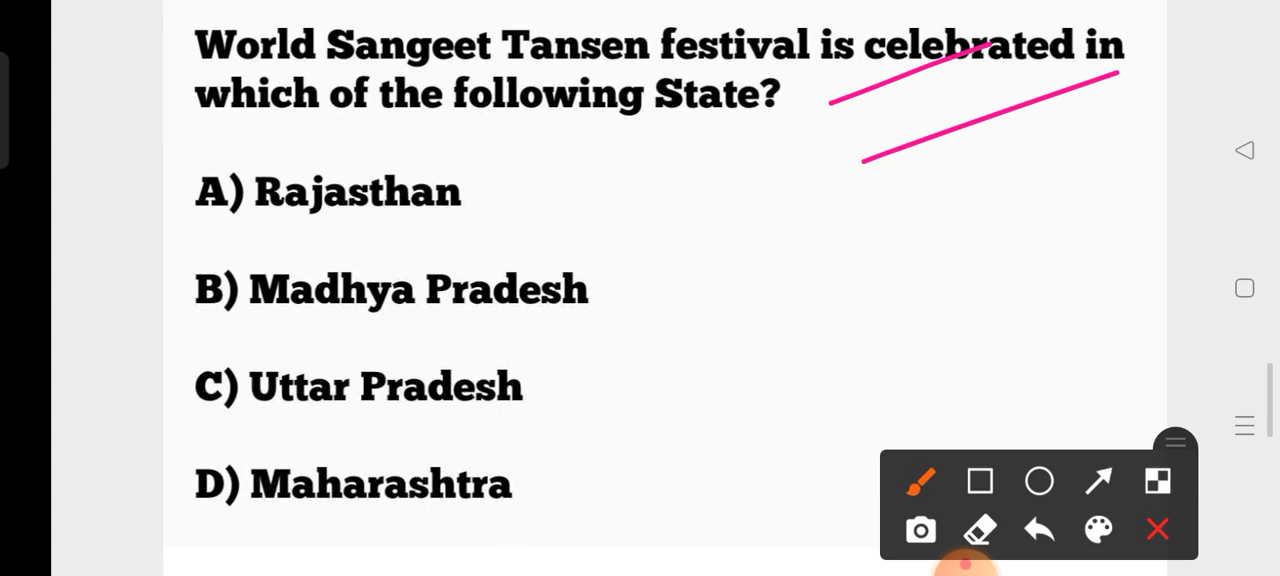 World Sangeet Tansen festival is celebrated in
which of the following State?
A) Rajasthan
B) Madhya Pradesh
C) Uttar Pradesh
D) Maharashtra